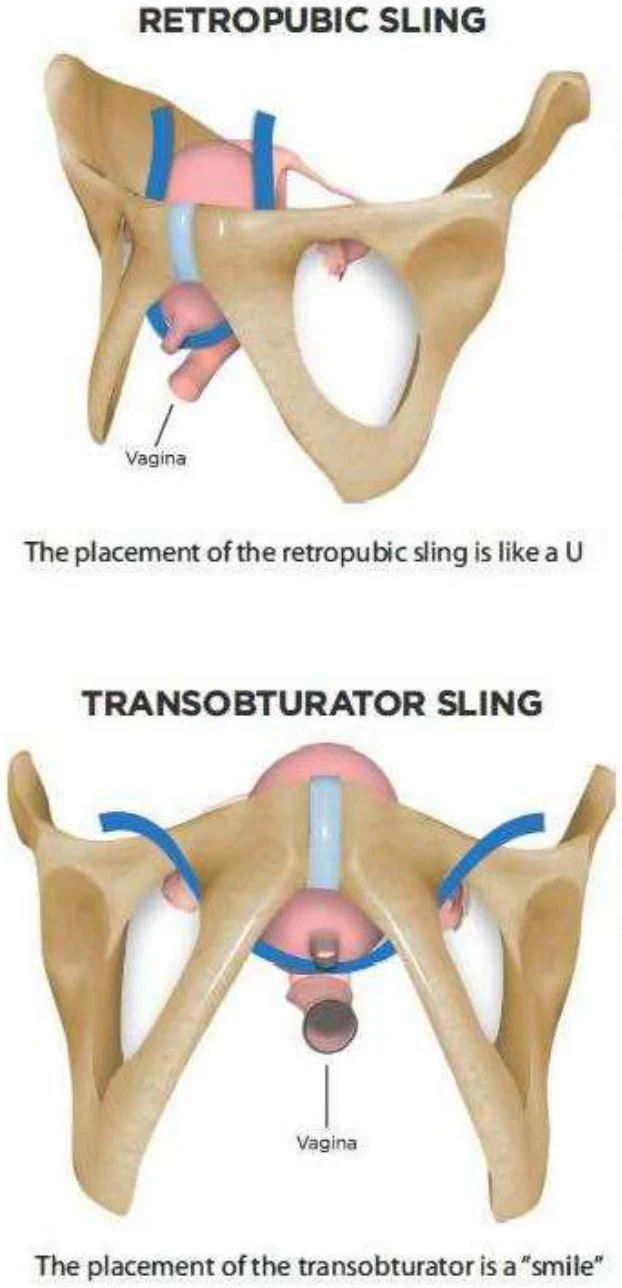 RETROPUBIC SLING
Vagina
The placement of the retropubic sling is like a U
TRANSOBTURATOR SLING
Vagina
The placement of the transobturator is a "smile"